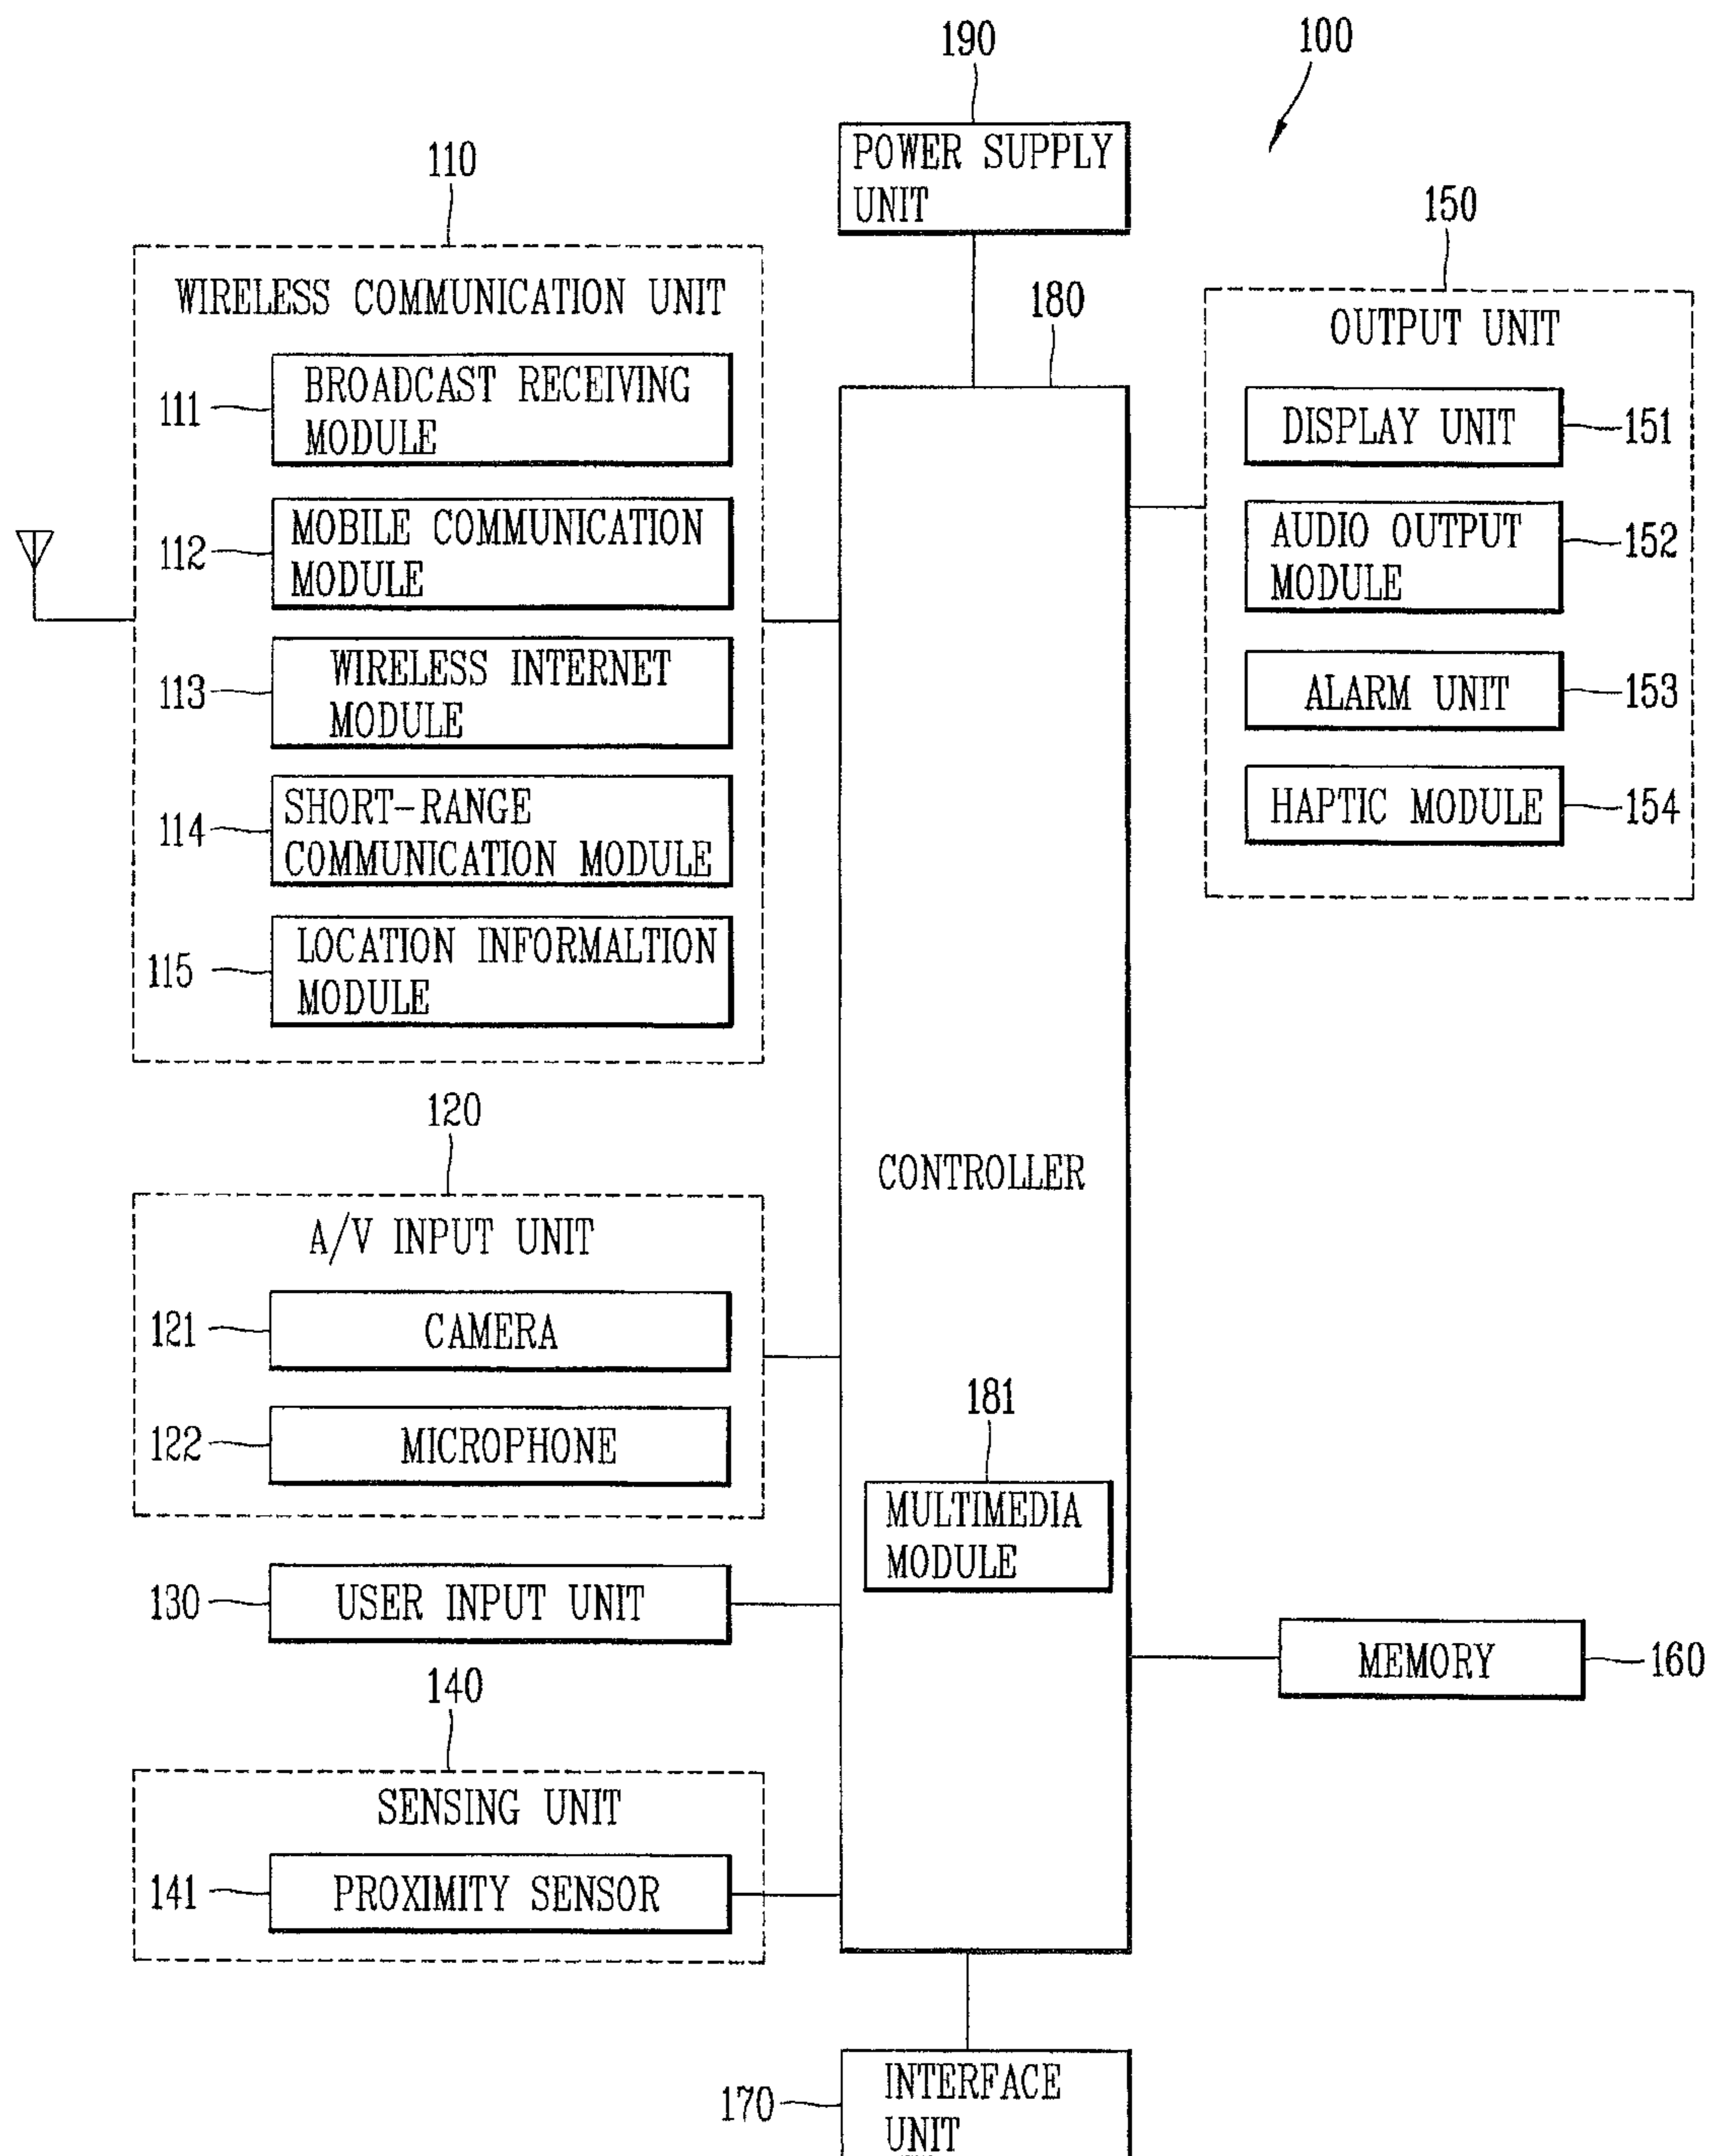 100
190
POWER SUPPLY
UNIT
110
WIRELESS COMMUNICATION UNIT
111
BROADCAST RECEIVING
MODULE
112
MOBILE COMMUNICATION
MODULE
113
WIRELESS INTERNET
MODULE
114
SHORT-RANGE
COMMUNICATION MODULE
115
LOCATION INFORMALTION
MODULE
120
A/V INPUT UNIT
121
CAMERA
122
MICROPHONE
130
USER INPUT UNIT
140
SENSING UNIT
141
PROXIMITY SENSOR
180
CONTROLLER
181
MULTIMEDIA
MODULE
150
OUTPUT UNIT
DISPLAY UNIT
151
AUDIO OUTPUT
MODULE
152
ALARM UNIT
153
HAPTIC MODULE
154
MEMORY
160
170
INTERFACE
UNIT